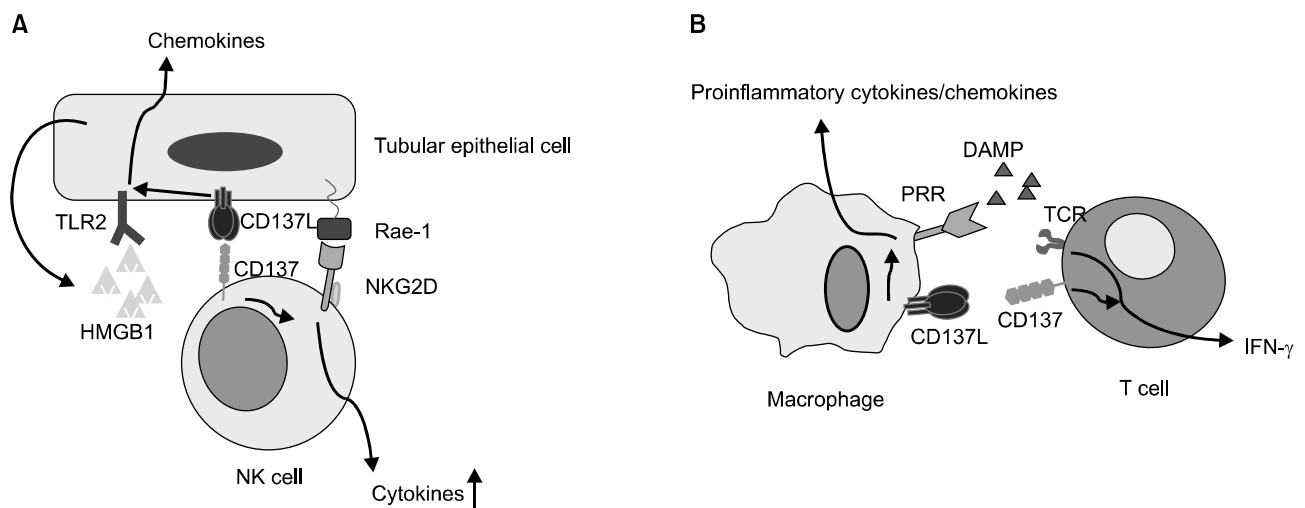 A
Chemokines
Tubular epithelial cell
TLR2
CD137L
Rae-1
CD137
NKG2D
HMGB1
NK cell
Cytokines
B
Proinflammatory cytokines/chemokines
DAMP
PRR
TCR
CD137L
CD137
IFN-γ
Macrophage
T cell